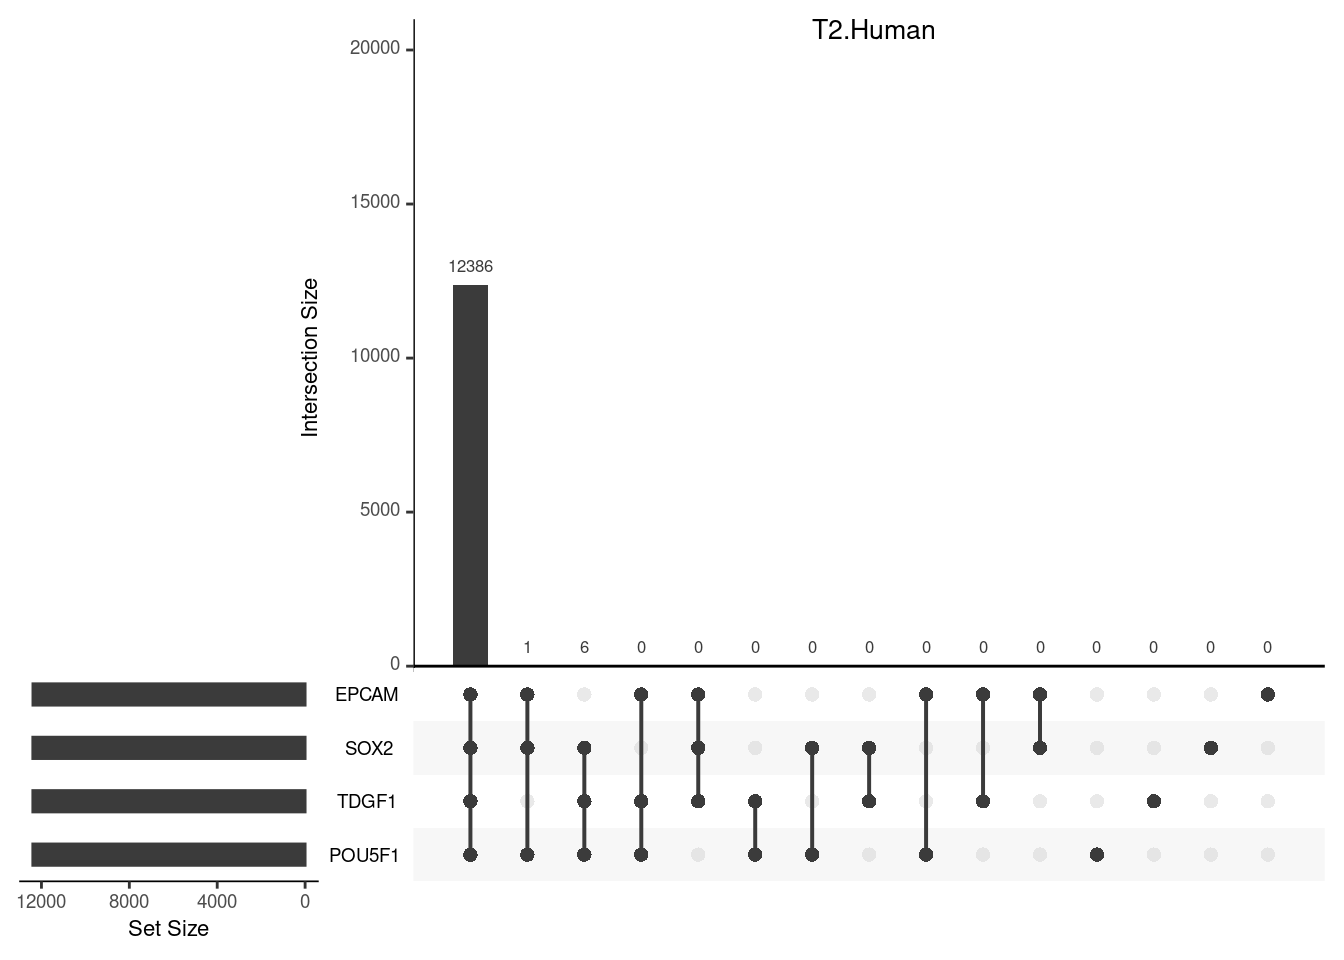 T2.Human
20000
15000
10000
5000
0
Intersection Size
12386
1 6 0 0 0 0 0 0 0 0 0 0 0 0
EPCAM
SOX2
TDGF1
POU5F1
12000 8000 4000 0
Set Size